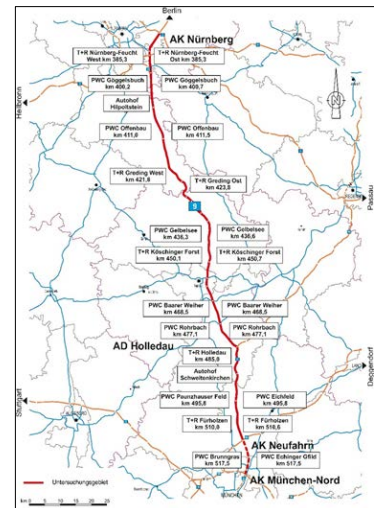 Berlin
AK Nürnberg
T+R Nürnberg-Feucht
West km 385,3
T+R Nürnberg-Feucht
Ost km 385,3
PWC Göggelsbuch
km 400,2
PWC Göggelsbuch
km 400,7
Autohof
Hilpoltstein
Heilbronn
N
PWC Offenbau
km 411,0
PWC Offenbau
km 411,5
T+R Greding West
km 421,8
T+R Greding Ost
km 423,8
Passau
9
PWC Gelbelsee
km 436,3
PWC Gelbelsee
km 436,6
T+R Köschinger Forst
km 450,1
T+R Köschinger Forst
km 450,7
PWC Baarer Weiher
km 468,5
PWC Baarer Weiher
km 468,5
PWC Rohrbach
km 477,1
PWC Rohrbach
km 477,1
AD Holledau
T+R Holledau
km 485,0
Autohof
Schweitenkirchen
Deggendorf
Stuttgart
PWC Paunzhauser Feld
km 495,8
PWC Eichfeld
km 495,8
T+R Fürholzen
km 510,0
T+R Fürholzen
AK Neufahrn
PWC Brunngras
km 517,5
PWC Echinger Gfild
km 517,5
AK München-Nord
MÜNCHEN
Untersuchungsgebiet
km